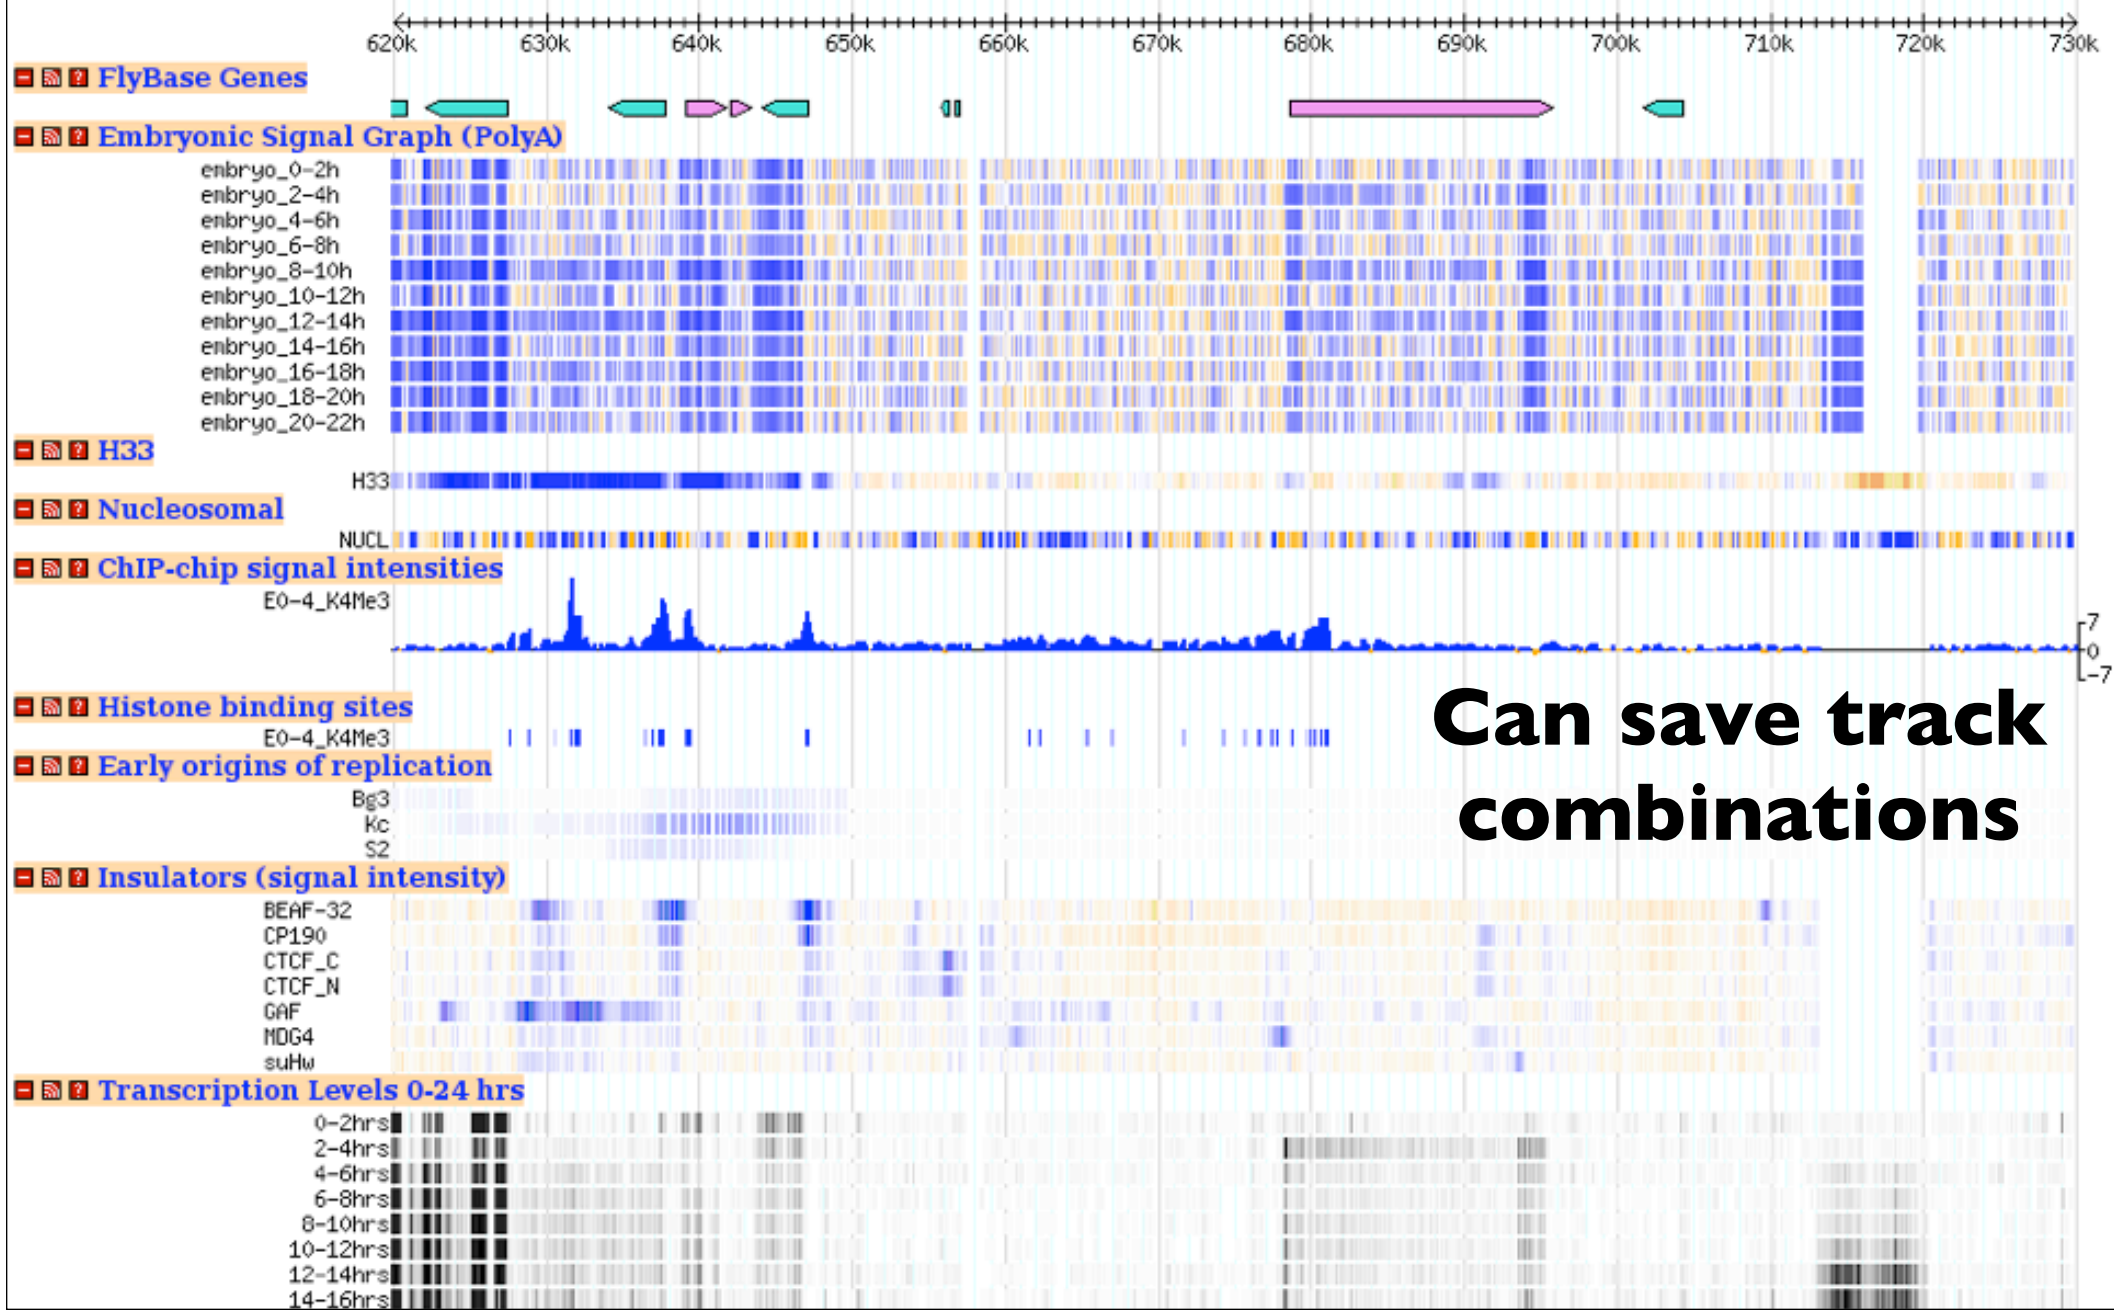 620k 630k 640k 650k 660k 670k 680k 690k 700k 710k 720k 730k
FlyBase Genes
Embryonic Signal Graph (PolyA)
embryo_0-2h
embryo_2-4h
embryo_4-6h
embryo_6-8h
embryo_8-10h
embryo_10-12h
embryo_12-14h
embryo_14-16h
embryo_16-18h
embryo_18-20h
embryo_20-22h
H33
H33
Nucleosomal
NUCL
ChIP-chip signal intensities
E0-4_K4Me3
7
0
-7
Histone binding sites
E0-4_K4Me3
Can save track
combinations
Early origins of replication
Bg3
Kc
S2
Insulators (signal intensity)
BEAF-32
CP190
CTCF_C
CTCF_N
GAF
MDG4
suHw
Transcription Levels 0-24 hrs
0-2hrs
2-4hrs
4-6hrs
6-8hrs
8-10hrs
10-12hrs
12-14hrs
14-16hrs